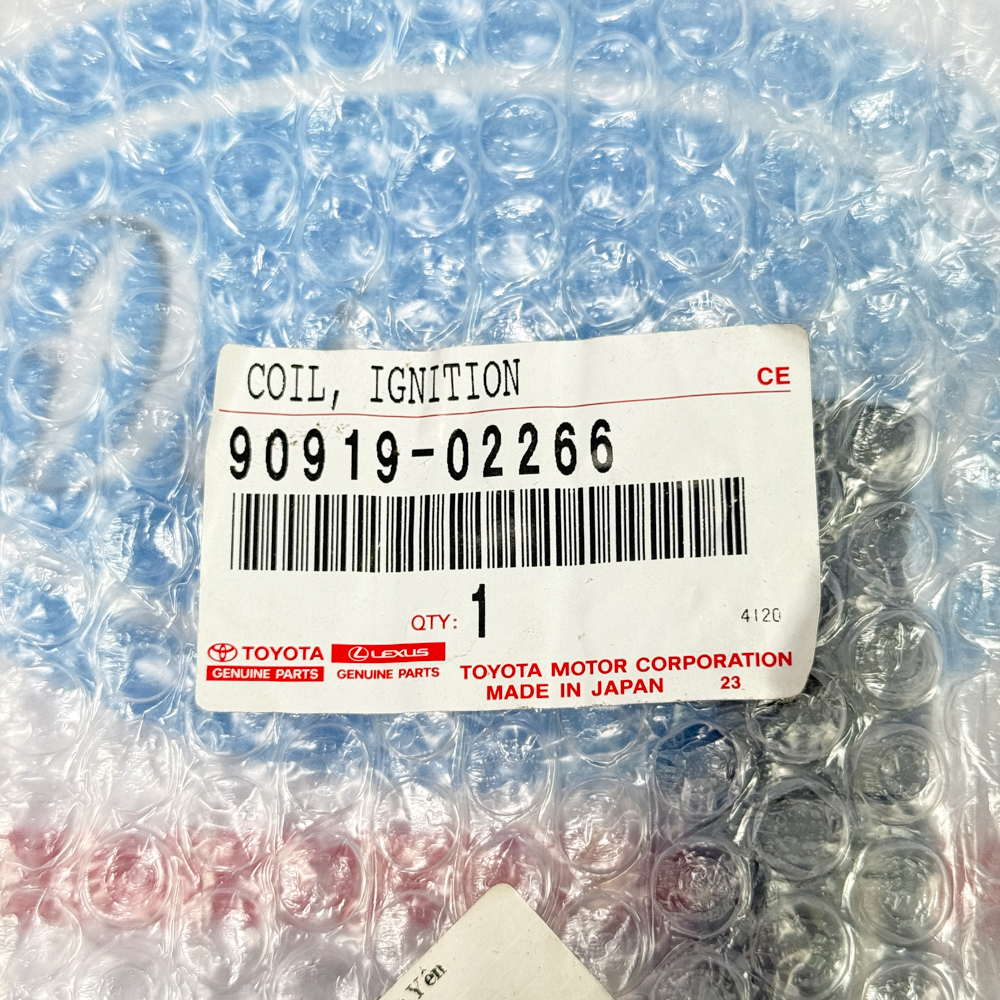 COIL, IGNITION
CE
90919-02266
QTY: 1
4120
TOYOTA
GENUINE PARTS
LEXUS
GENUINE PARTS
TOYOTA MOTOR CORPORATION
MADE IN JAPAN 23
Yến